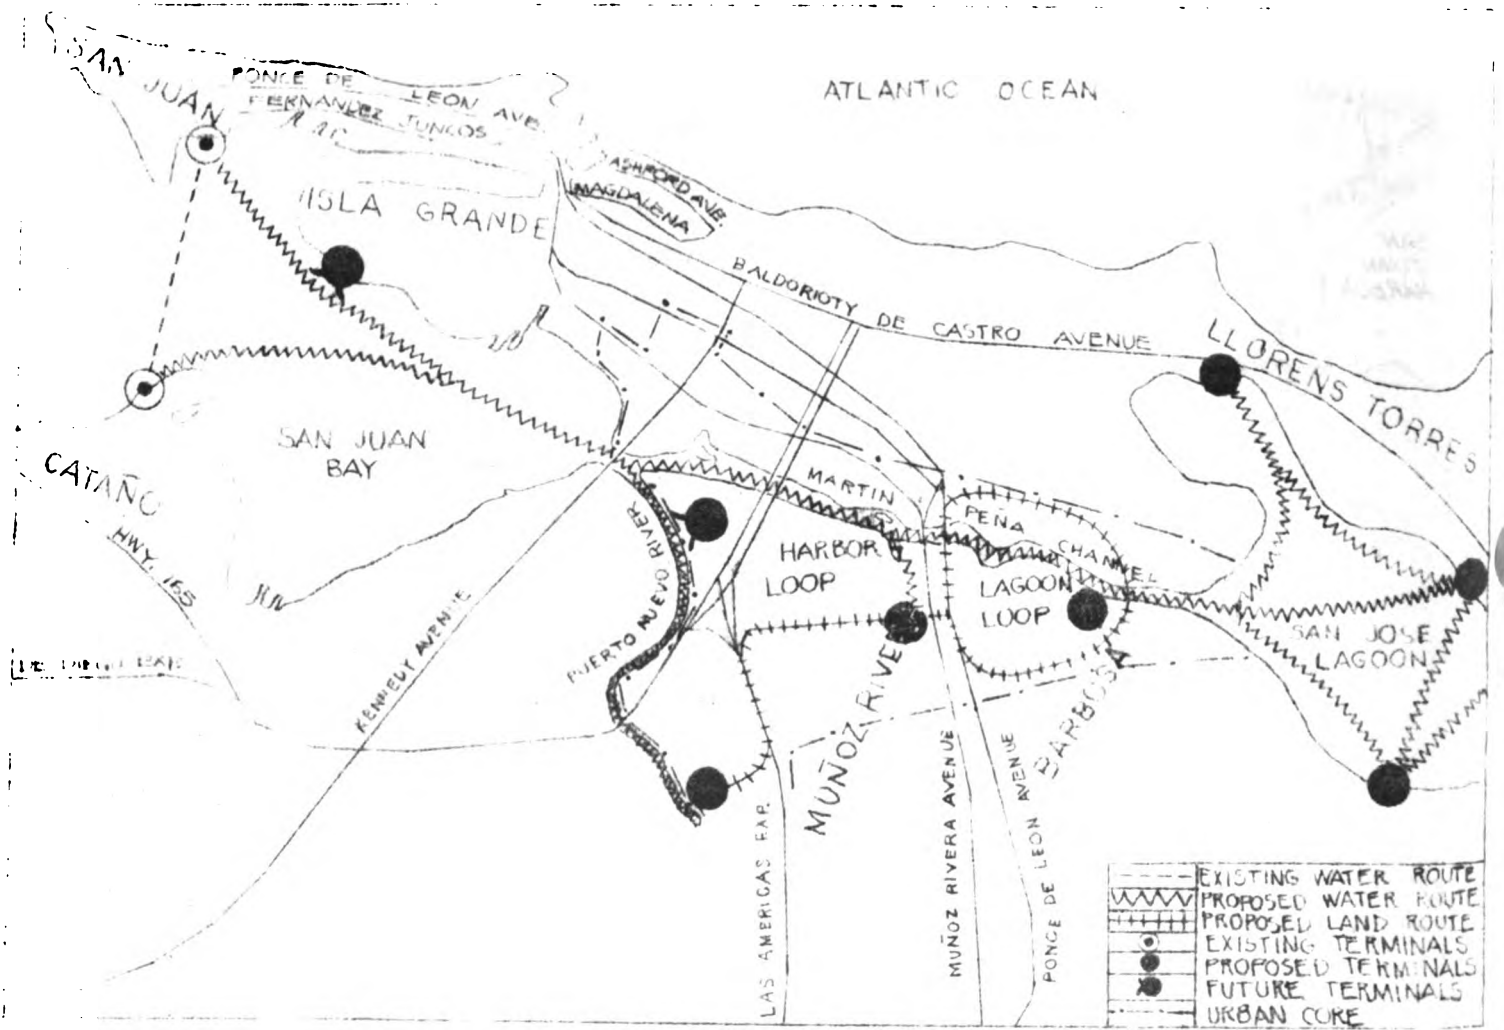 SAN JUAN
PONCE DE LEON AVE.
FERNANDEZ JUNCOS
ATLANTIC OCEAN
ASHFORD AVE.
MAGDALENA
ISLA GRANDE
BALDORIOTY DE CASTRO AVENUE
LLORENS TORRES
SAN JUAN
BAY
CATAÑO
HWY. 165
MARTIN PEÑA CHANNEL
PUERTO NUEVO RIVER
HARBOR
LOOP
LAGOON
LOOP
SAN JOSE
LAGOON
KENNEDY AVENUE
MUÑOZ RIVERA
BARBOSA
LAS AMERICAS EXP.
MUÑOZ RIVERA AVENUE
PONCE DE LEON AVENUE
EXISTING WATER ROUTE
PROPOSED WATER ROUTE
PROPOSED LAND ROUTE
EXISTING TERMINALS
PROPOSED TERMINALS
FUTURE TERMINALS
URBAN CORE